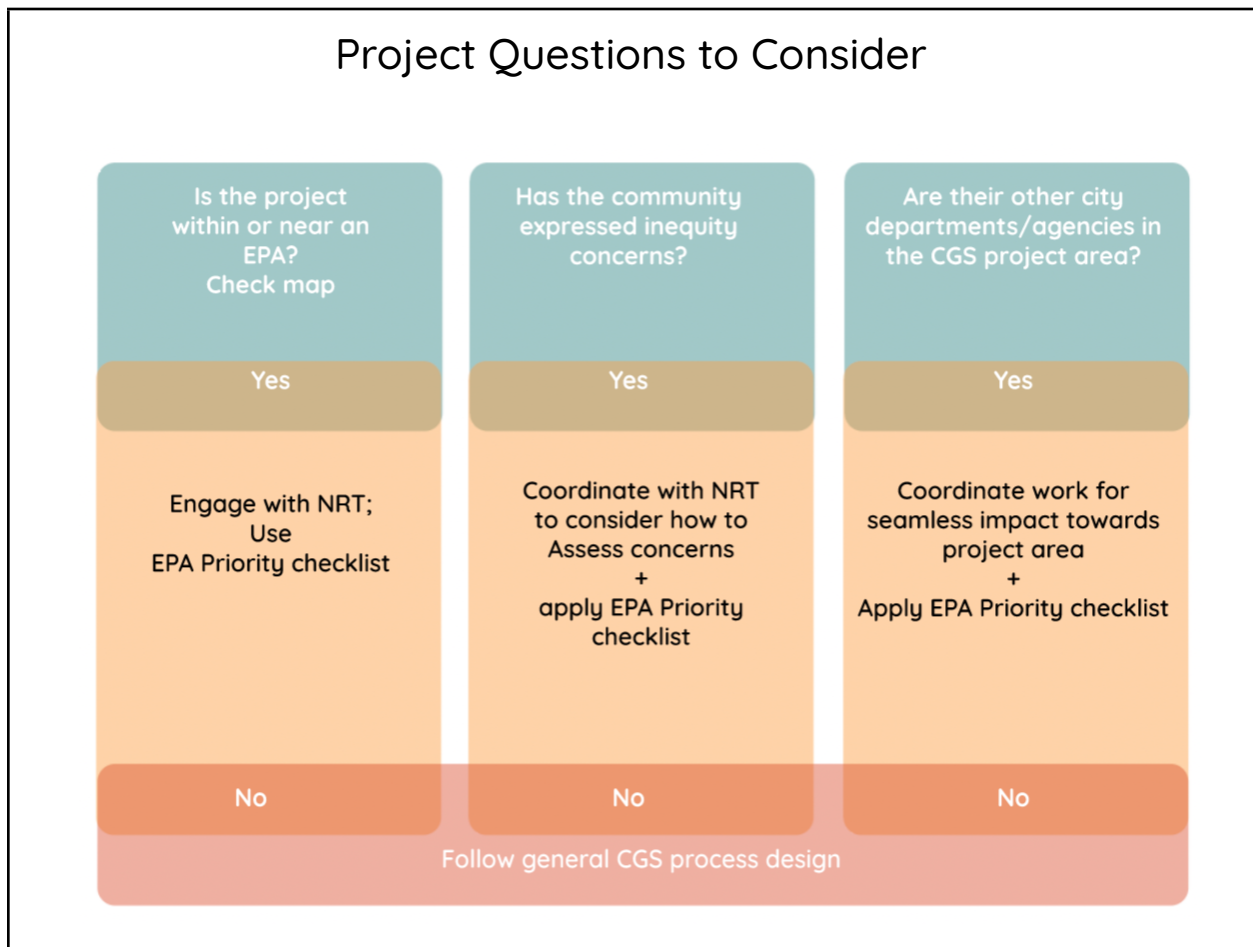 Project Questions to Consider
Is the project
within or near an
EPA?
Check map
Yes
Engage with NRT;
Use
EPA Priority checklist
No
Has the community
expressed inequity
concerns?
Yes
Coordinate with NRT
to consider how to
Assess concerns
+
apply EPA Priority
checklist
No
Are their other city
departments/agencies in
the CGS project area?
Yes
Coordinate work for
seamless impact towards
project area
+
Apply EPA Priority checklist
No
Follow general CGS process design